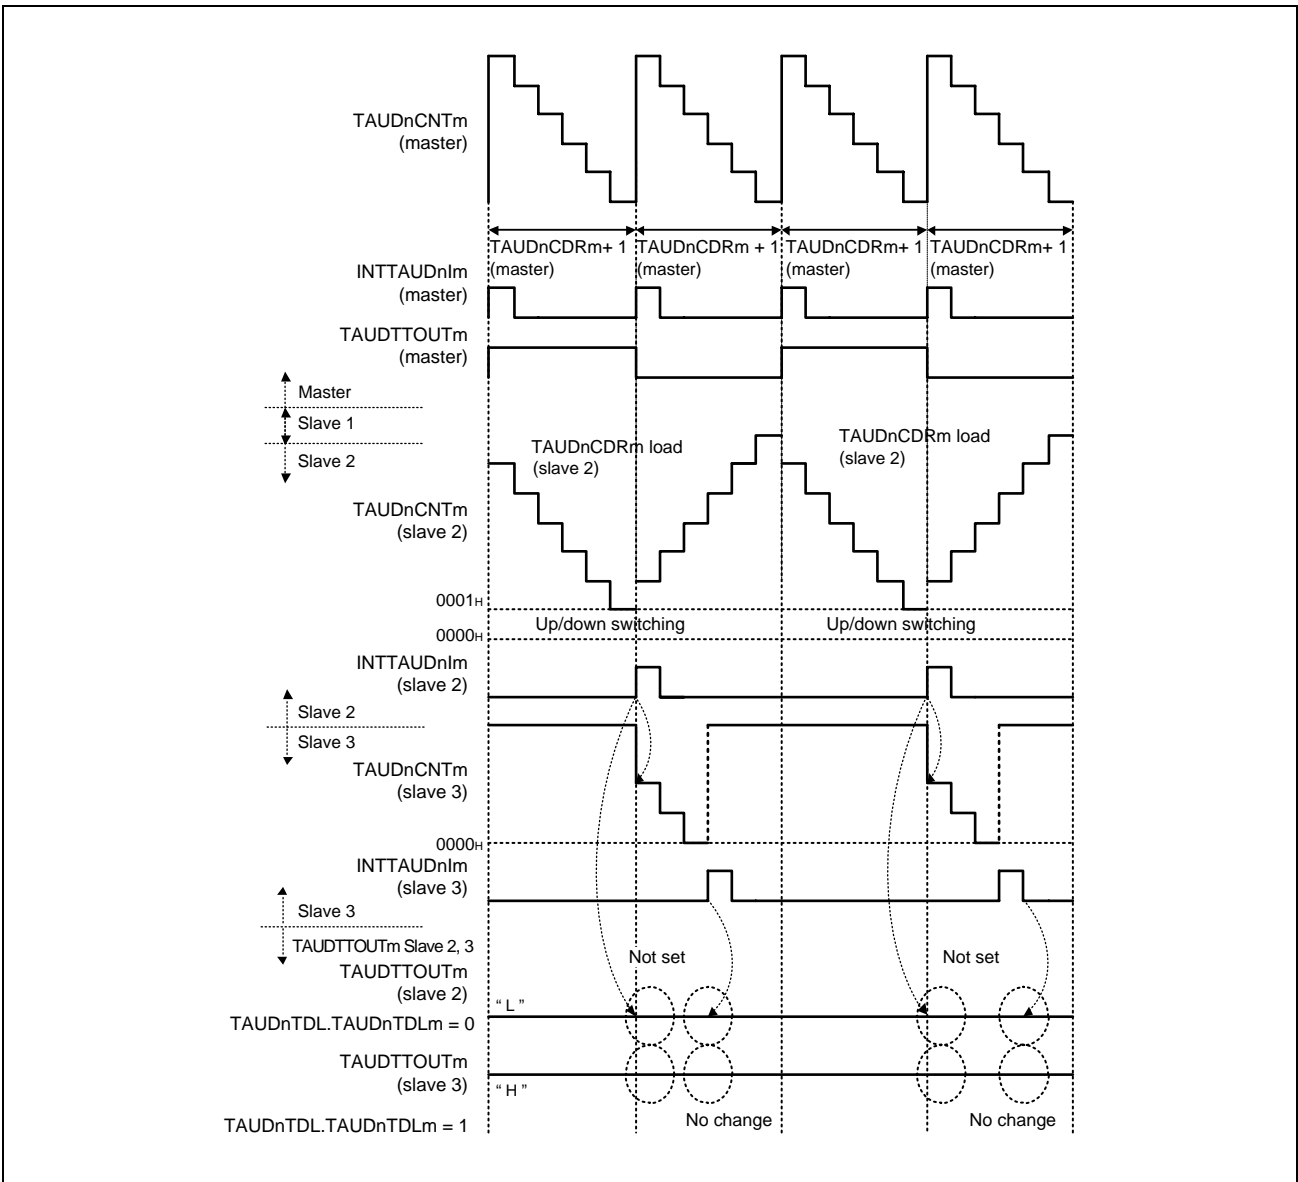 TAUDnCNTm
(master)
TAUDnCDRm+ 1
(master)
TAUDnCDRm + 1
(master)
TAUDnCDRm+ 1
(master)
TAUDnCDRm+ 1
(master)
INTTAUDnIm
(master)
TAUDTTOUTm
(master)
Master
Slave 1
Slave 2
TAUDnCDRm load
(slave 2)
TAUDnCDRm load
(slave 2)
TAUDnCNTm
(slave 2)
0001H
Up/down switching
Up/down switching
0000H
INTTAUDnIm
(slave 2)
Slave 2
Slave 3
TAUDnCNTm
(slave 3)
0000H
INTTAUDnIm
(slave 3)
Slave 3
TAUDTTOUTm Slave 2, 3
Not set
Not set
TAUDTTOUTm
(slave 2)
“ L ”
TAUDnTDL.TAUDnTDLm = 0
TAUDTTOUTm
(slave 3)
“ H ”
No change
No change
TAUDnTDL.TAUDnTDLm = 1